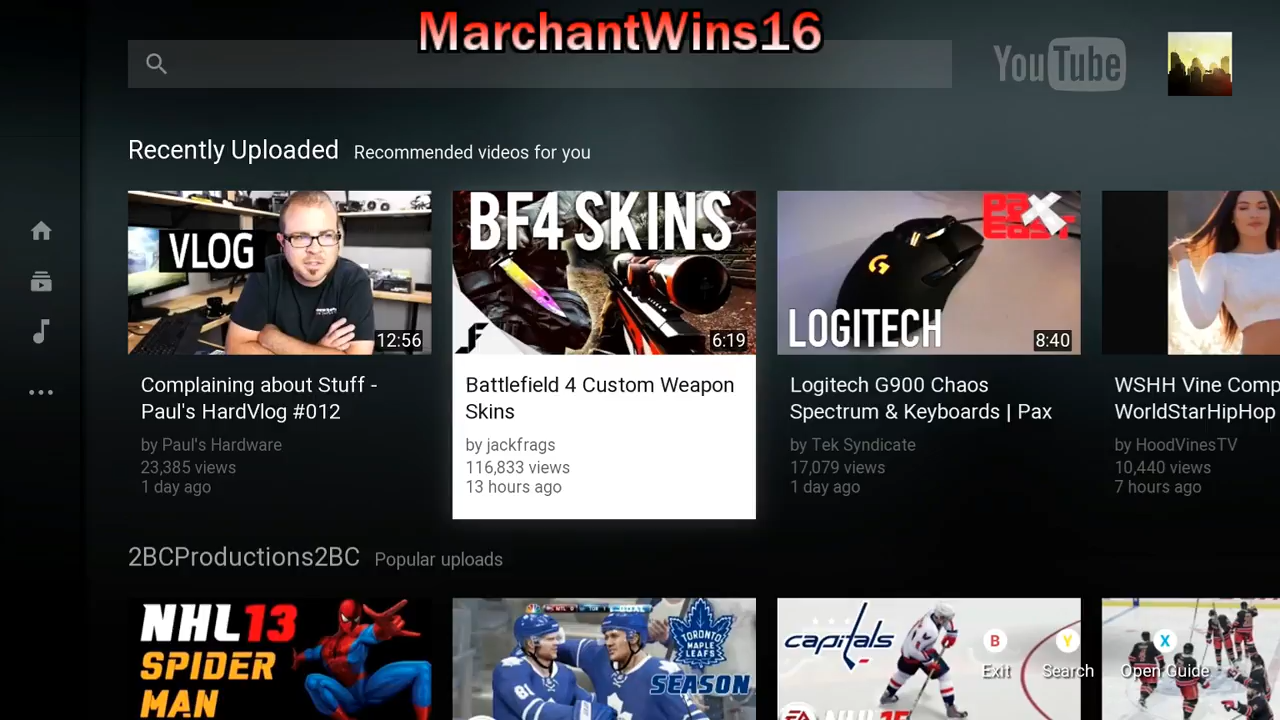 MarchantWins16
YouTube
Recently Uploaded Recommended videos for you
VLOG
12:56
BF4 SKINS
6:19
LOGITECH
8:40
Complaining about Stuff -
Paul's HardVlog #012
by Paul's Hardware
23,385 views
1 day ago
Battlefield 4 Custom Weapon
Skins
by jackfrags
116,833 views
13 hours ago
Logitech G900 Chaos
Spectrum & Keyboards | Pax
by Tek Syndicate
17,079 views
1 day ago
WSHH Vine Comp
WorldStarHipHop
by HoodVinesTV
10,440 views
7 hours ago
2BCProductions2BC Popular uploads
NHL13
SPIDER
MAN
TORONTO
MAPLE
LEAFS
SEASON
81
capitals
B
Exit
Y
Search
X
Open Guide